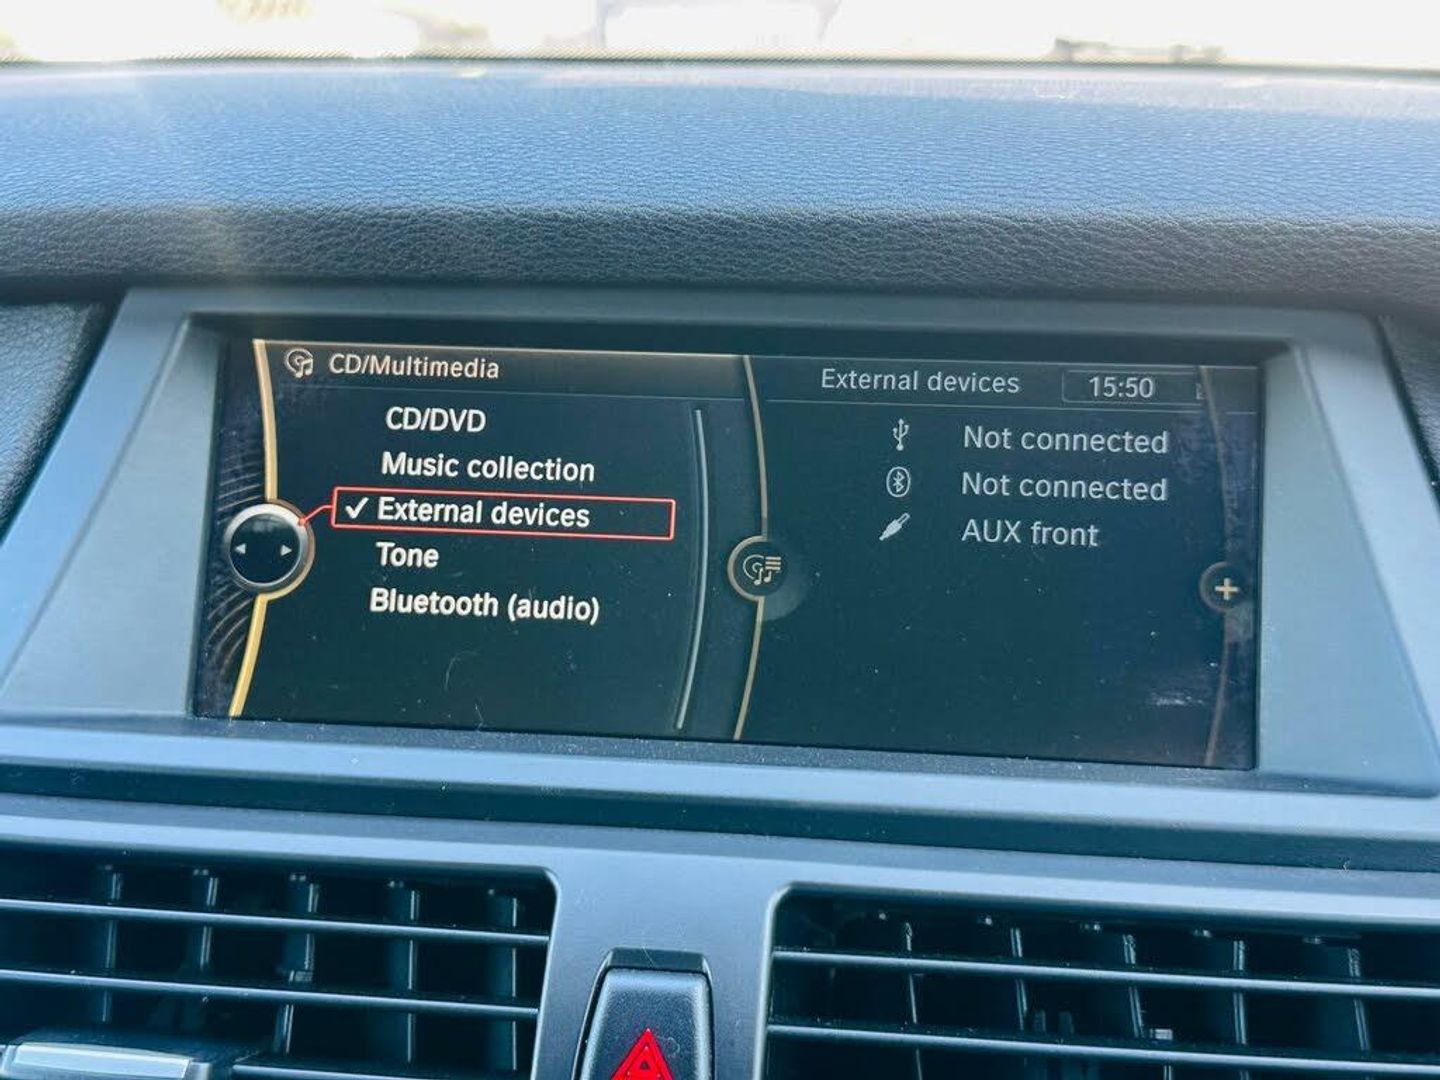 CD/Multimedia
CD/DVD
Music collection
✓ External devices
Tone
Bluetooth (audio)
External devices 15:50
Not connected
Not connected
AUX front
+